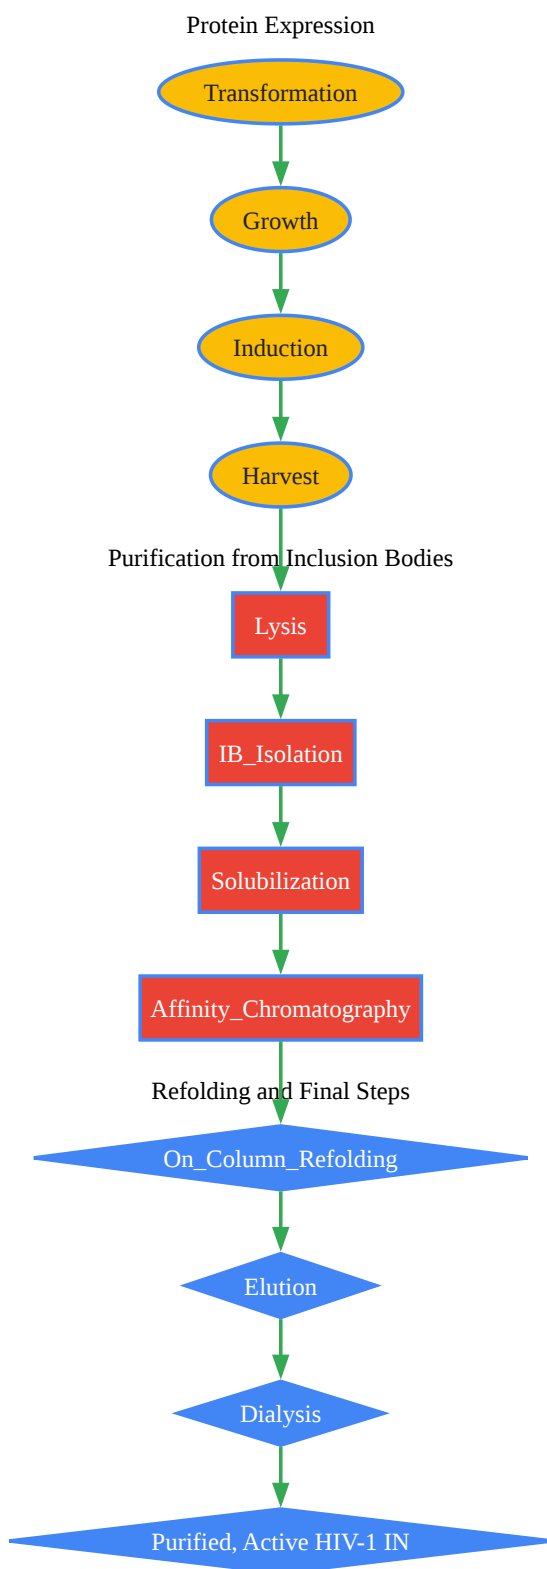 Protein Expression
Transformation
Growth
Induction
Harvest
Purification from Inclusion Bodies
Lysis
IB_Isolation
Solubilization
Affinity_Chromatography
Refolding and Final Steps
On_Column_Refolding
Elution
Dialysis
Purified, Active HIV-1 IN